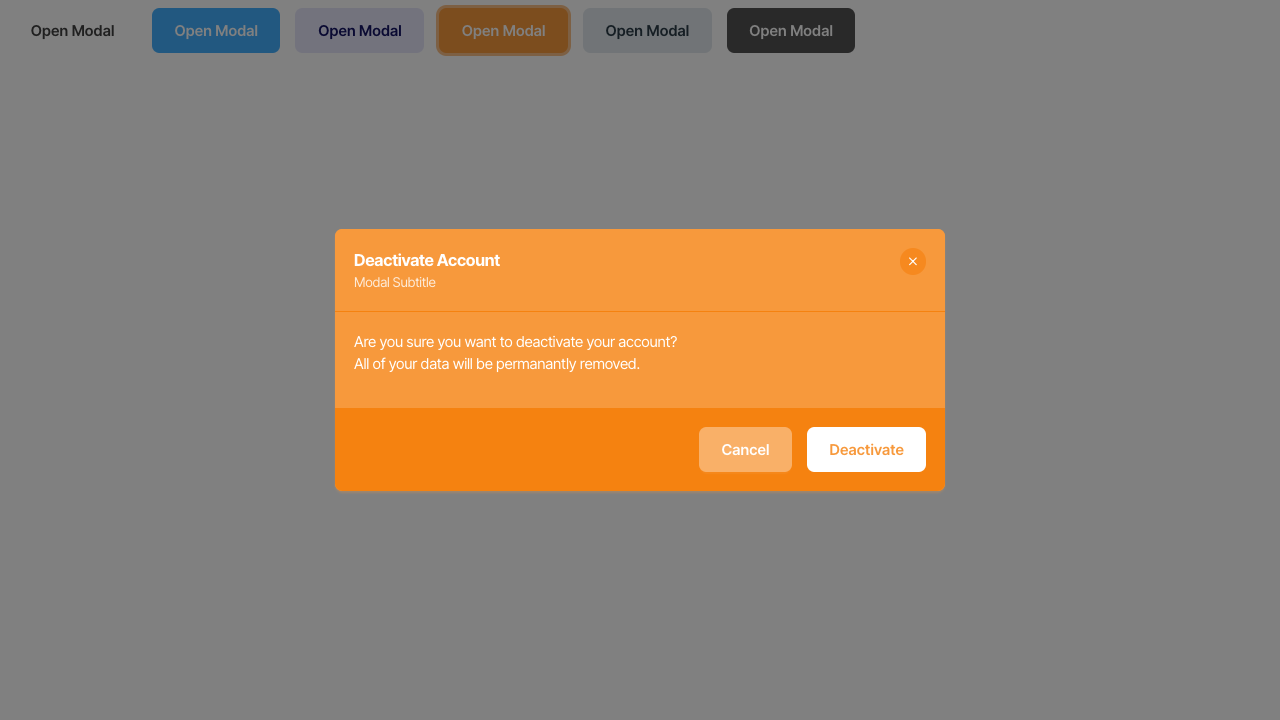 Open Modal Open Modal Open Modal Open Modal Open Modal Open Modal
Deactivate Account
Modal Subtitle
Are you sure you want to deactivate your account?
All of your data will be permanantly removed.
Cancel Deactivate